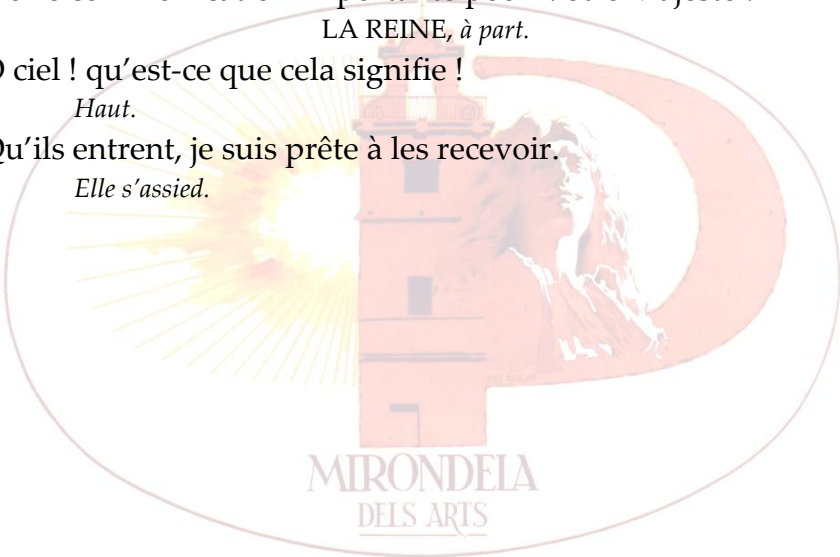 LA REINE, à part.
ciel ! qu'est-ce que cela signifie !
Haut.
Qu'ils entrent, je suis prête à les recevoir.
Elle s'assied.
MIRONDELA
DELS ARTS